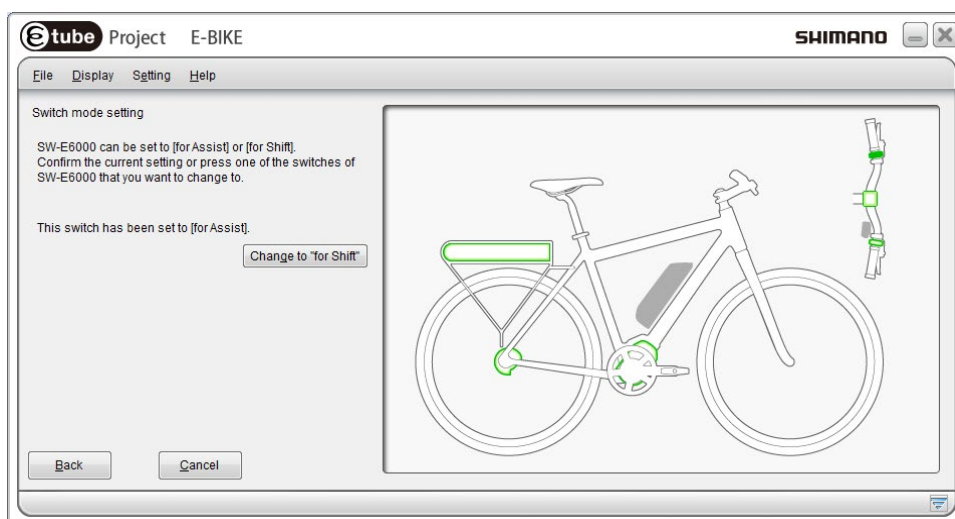 Etube Project E-BIKE SHIMANO
File Display Setting Help
Switch mode setting
SW-E6000 can be set to [for Assist] or [for Shift].
Confirm the current setting or press one of the switches of
SW-E6000 that you want to change to.
This switch has been set to [for Assist].
Change to "for Shift"
Back Cancel